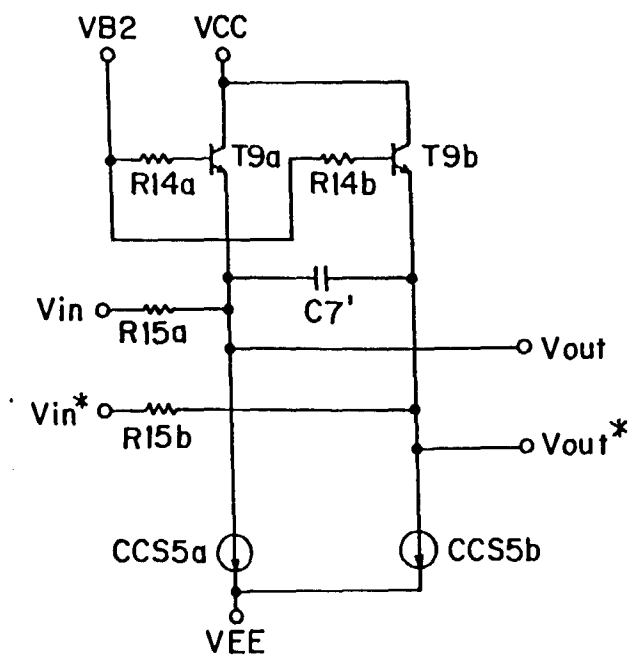 VB2 VCC
T9a T9b
R14a R14b
C7'
Vin
R15a
Vout
Vin*
R15b
Vout*
CCS5a CCS5b
VEE